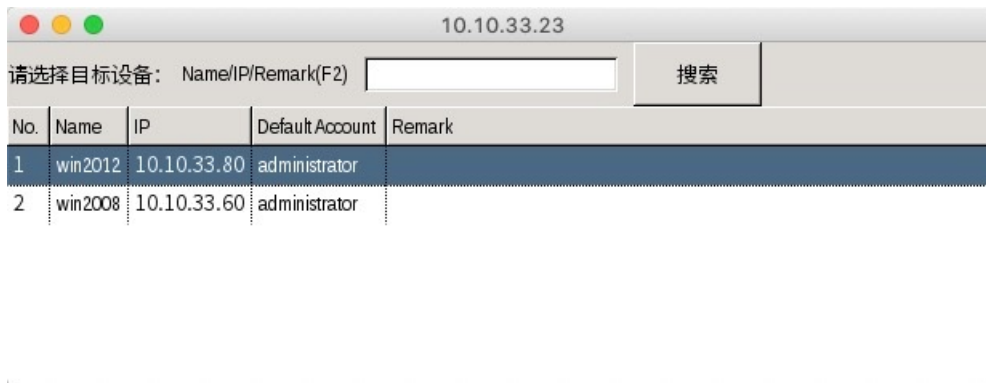 10.10.33.23
请选择目标设备: Name/IP/Remark(F2) 搜索
No. Name IP Default Account Remark
1 win2012 10.10.33.80 administrator
2 win2008 10.10.33.60 administrator